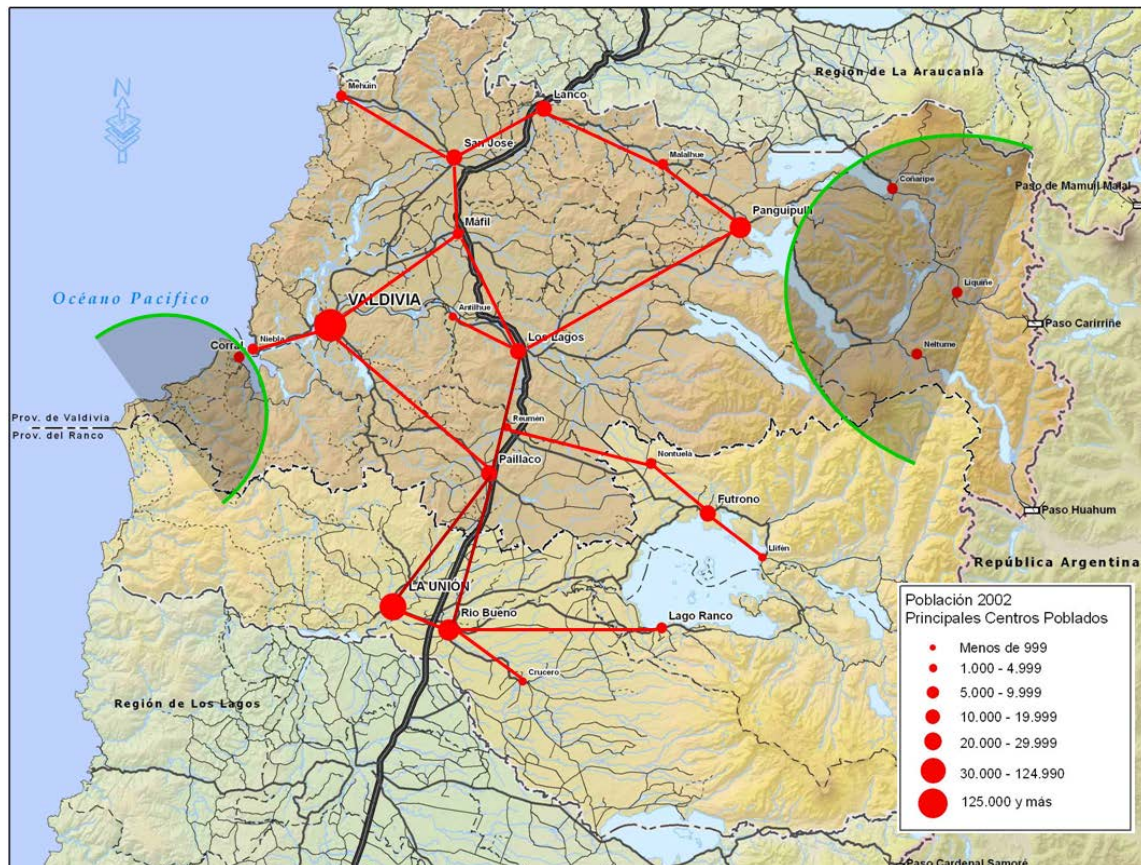 Región de La Araucanía
Mehuin
Lanco
San José
Malalhue
Coñaripe
Paso de Mamuil Malal
Panguipulli
Máfil
Océano Pacífico
VALDIVIA
Liquiñe
Antilhue
Paso Carirriñe
Niebla
Corral
Los Lagos
Neltume
Prov. de Valdivia
Prov. del Ranco
Reumén
Nontuelá
Paillaco
Futrono
Paso Huahum
Llifén
República Argentina
LA UNIÓN
Rio Bueno
Lago Ranco
Crucero
Región de Los Lagos
Población 2002
Principales Centros Poblados
Menos de 999
1.000 - 4.999
5.000 - 9.999
10.000 - 19.999
20.000 - 29.999
30.000 - 124.990
125.000 y más
Paso Cardenal Samoré
N